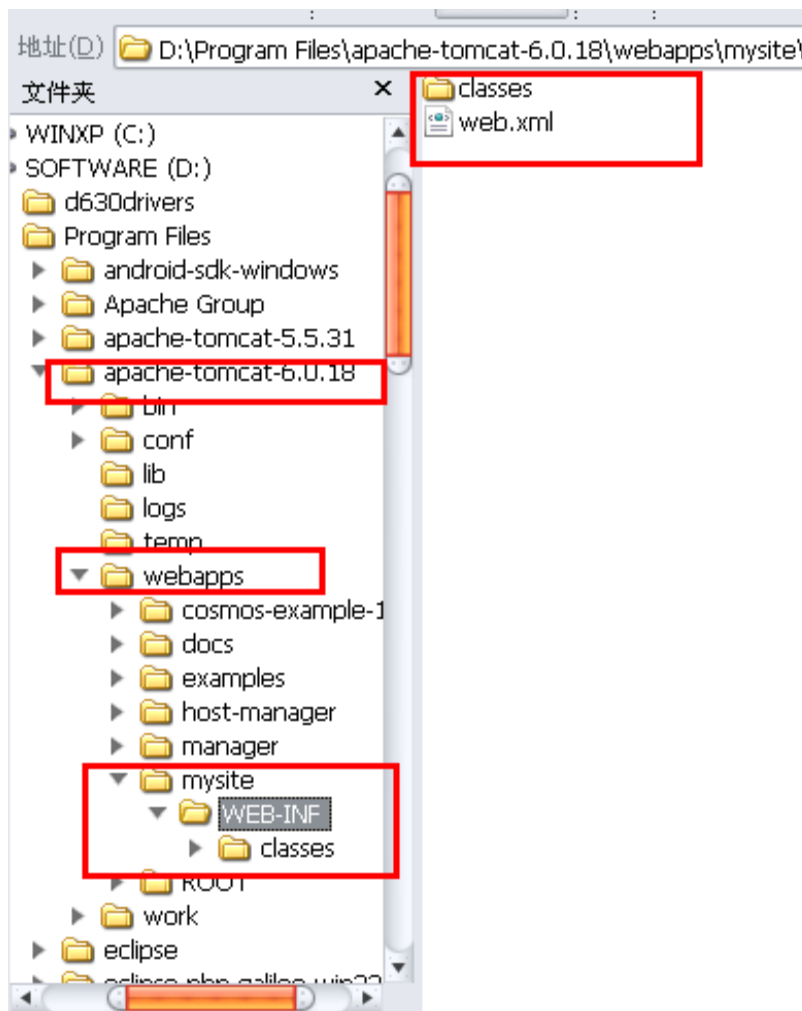 地址(D) D:\Program Files\apache-tomcat-6.0.18\webapps\mysite\
文件夹
classes
web.xml
WINXP (C:)
SOFTWARE (D:)
d630drivers
Program Files
android-sdk-windows
Apache Group
apache-tomcat-5.5.31
apache-tomcat-6.0.18
bin
conf
lib
logs
temp
webapps
cosmos-example-1
docs
examples
host-manager
manager
mysite
WEB-INF
classes
ROOT
work
eclipse